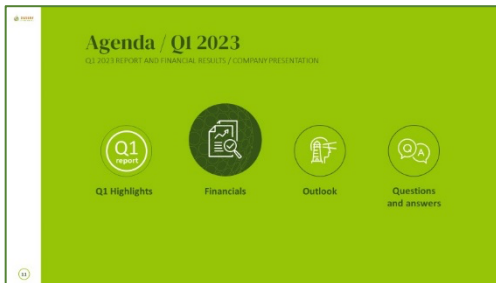 Agenda / Q1 2023
Q1 2023 REPORT AND FINANCIAL RESULTS / COMPANY PRESENTATION
Q1
report
Q A
Q1 Highlights
Financials
Outlook
Questions
and answers